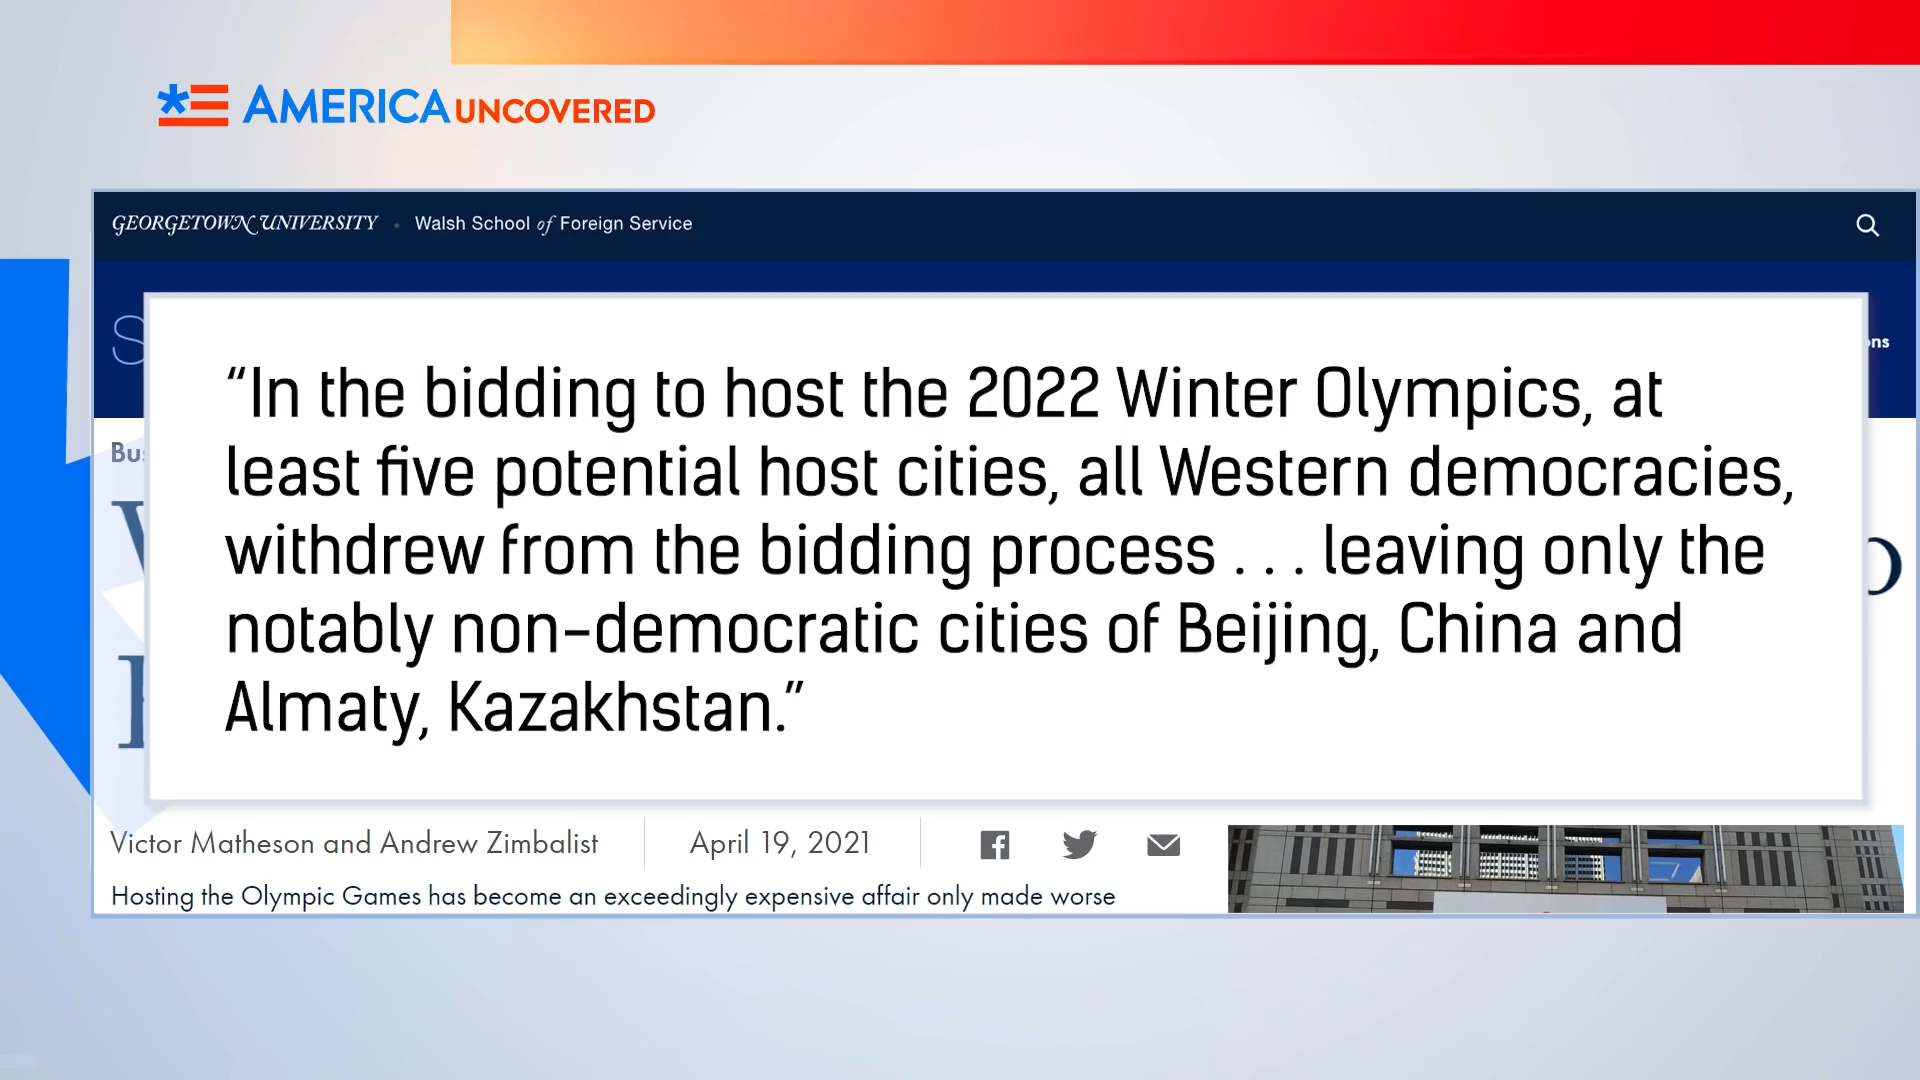 AMERICA UNCOVERED
GEORGETOWN UNIVERSITY • Walsh School of Foreign Service
“In the bidding to host the 2022 Winter Olympics, at
least five potential host cities, all Western democracies,
withdrew from the bidding process . . . leaving only the
notably non-democratic cities of Beijing, China and
Almaty, Kazakhstan.”
Victor Matheson and Andrew Zimbalist
April 19, 2021
Hosting the Olympic Games has become an exceedingly expensive affair only made worse